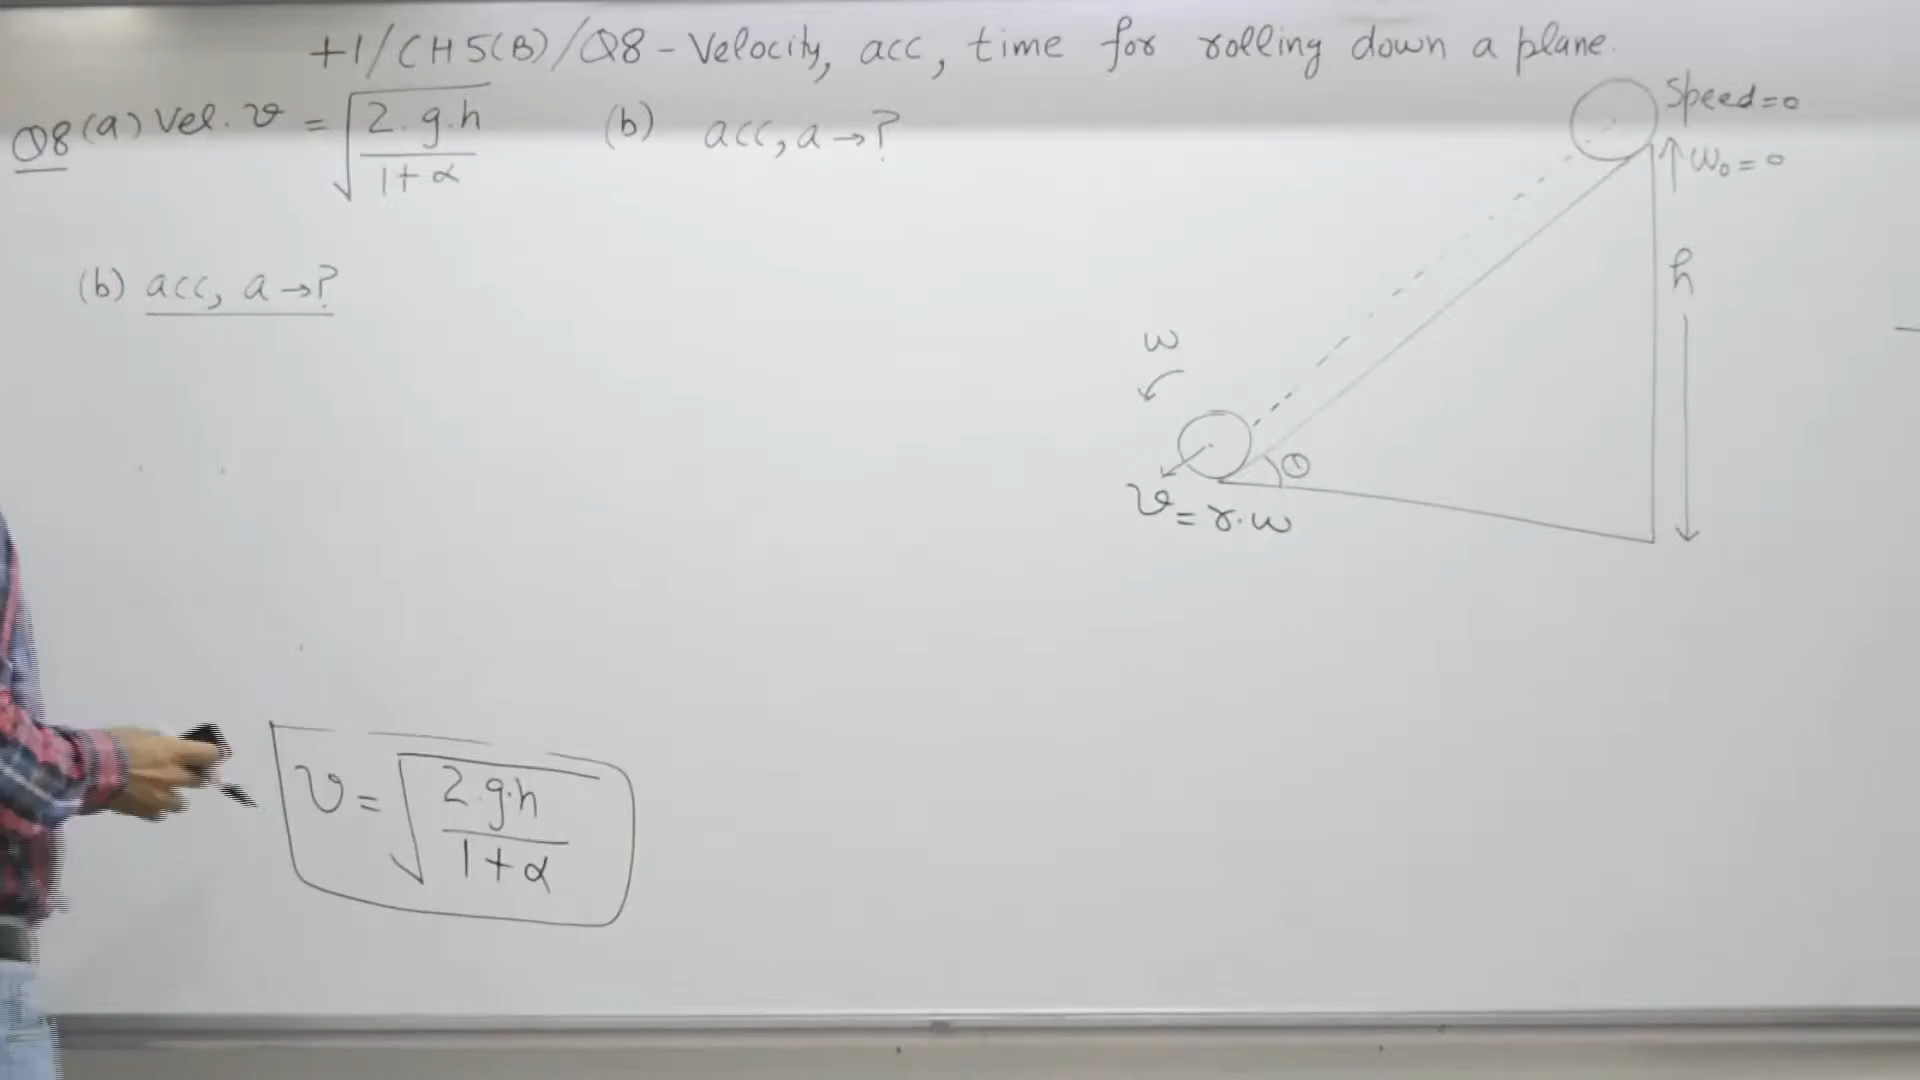 +1/CH5(B)/Q8 - Velocity, acc, time for rolling down a plane.
Q8 (a) Vel. v = √(2.g.h / 1+α)
(b) acc, a → ?
Speed = 0
↑ω₀ = 0
h
(b) acc, a → ?
ω
θ
v = r.ω
v = √(2.g.h / 1+α)